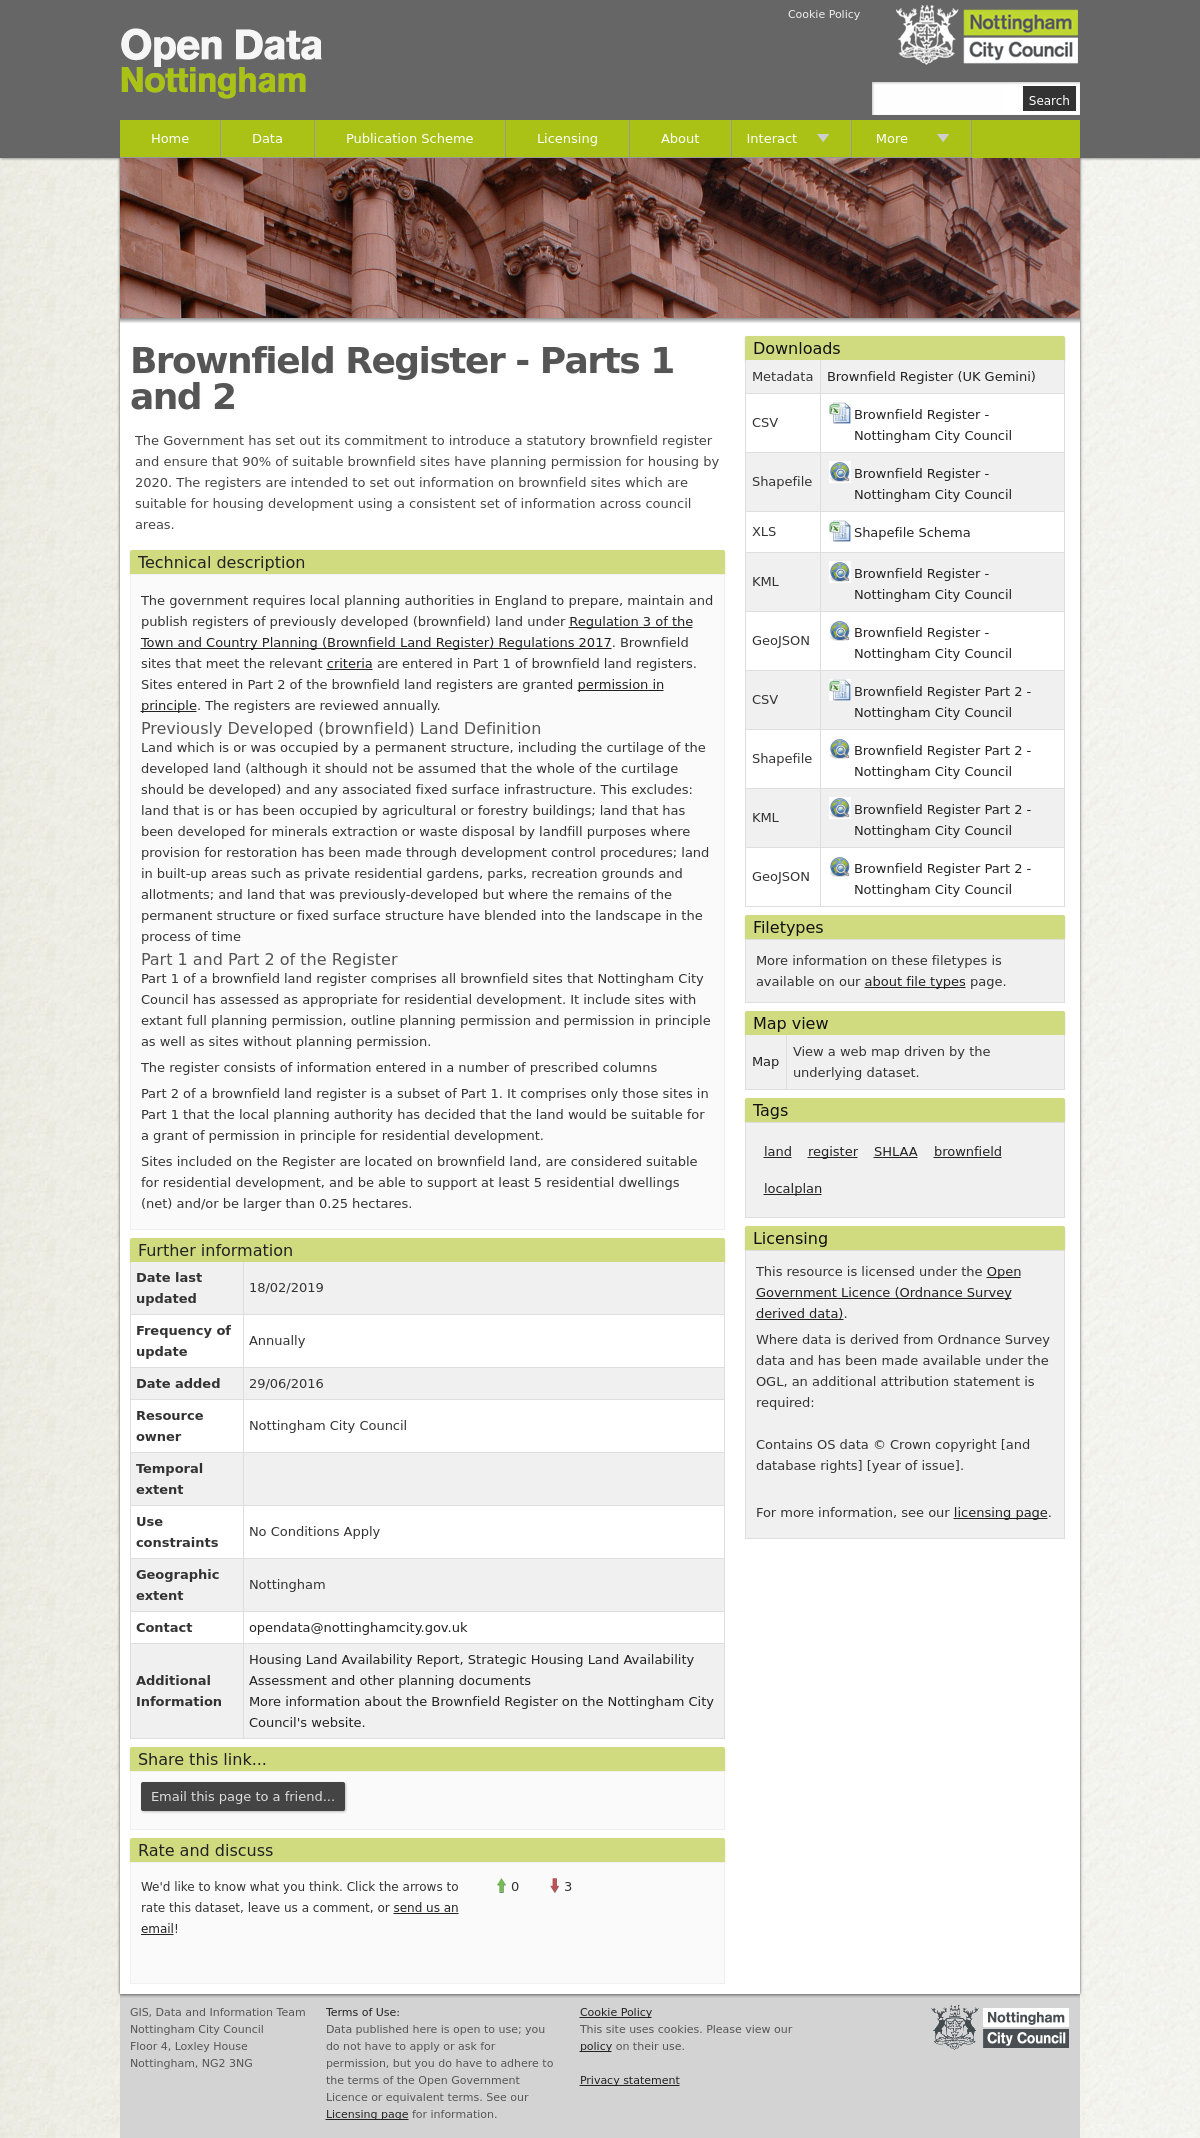 Cookie Policy
Open Data
Nottingham
Nottingham
City Council
Search
Home
Data
Publication Scheme
Licensing
About
Interact
More
Brownfield Register - Parts 1
and 2
The Government has set out its commitment to introduce a statutory brownfield register
and ensure that 90% of suitable brownfield sites have planning permission for housing by
2020. The registers are intended to set out information on brownfield sites which are
suitable for housing development using a consistent set of information across council
areas.
Technical description
The government requires local planning authorities in England to prepare, maintain and
publish registers of previously developed (brownfield) land under Regulation 3 of the
Town and Country Planning (Brownfield Land Register) Regulations 2017. Brownfield
sites that meet the relevant criteria are entered in Part 1 of brownfield land registers.
Sites entered in Part 2 of the brownfield land registers are granted permission in
principle. The registers are reviewed annually.
Previously Developed (brownfield) Land Definition
Land which is or was occupied by a permanent structure, including the curtilage of the
developed land (although it should not be assumed that the whole of the curtilage
should be developed) and any associated fixed surface infrastructure. This excludes:
land that is or has been occupied by agricultural or forestry buildings; land that has
been developed for minerals extraction or waste disposal by landfill purposes where
provision for restoration has been made through development control procedures; land
in built-up areas such as private residential gardens, parks, recreation grounds and
allotments; and land that was previously-developed but where the remains of the
permanent structure or fixed surface structure have blended into the landscape in the
process of time
Part 1 and Part 2 of the Register
Part 1 of a brownfield land register comprises all brownfield sites that Nottingham City
Council has assessed as appropriate for residential development. It include sites with
extant full planning permission, outline planning permission and permission in principle
as well as sites without planning permission.
The register consists of information entered in a number of prescribed columns
Part 2 of a brownfield land register is a subset of Part 1. It comprises only those sites in
Part 1 that the local planning authority has decided that the land would be suitable for
a grant of permission in principle for residential development.
Sites included on the Register are located on brownfield land, are considered suitable
for residential development, and be able to support at least 5 residential dwellings
(net) and/or be larger than 0.25 hectares.
Further information
Date last
updated
18/02/2019
Frequency of
update
Annually
Date added
29/06/2016
Resource
owner
Nottingham City Council
Temporal
extent
Use
constraints
No Conditions Apply
Geographic
extent
Nottingham
Contact
opendata@nottinghamcity.gov.uk
Additional
Information
Housing Land Availability Report, Strategic Housing Land Availability
Assessment and other planning documents
More information about the Brownfield Register on the Nottingham City
Council's website.
Share this link...
Email this page to a friend...
Rate and discuss
We'd like to know what you think. Click the arrows to
rate this dataset, leave us a comment, or send us an
email!
0
3
Downloads
Metadata
Brownfield Register (UK Gemini)
CSV
Brownfield Register -
Nottingham City Council
Shapefile
Brownfield Register -
Nottingham City Council
XLS
Shapefile Schema
KML
Brownfield Register -
Nottingham City Council
GeoJSON
Brownfield Register -
Nottingham City Council
CSV
Brownfield Register Part 2 -
Nottingham City Council
Shapefile
Brownfield Register Part 2 -
Nottingham City Council
KML
Brownfield Register Part 2 -
Nottingham City Council
GeoJSON
Brownfield Register Part 2 -
Nottingham City Council
Filetypes
More information on these filetypes is
available on our about file types page.
Map view
Map
View a web map driven by the
underlying dataset.
Tags
land register SHLAA brownfield
localplan
Licensing
This resource is licensed under the Open
Government Licence (Ordnance Survey
derived data).
Where data is derived from Ordnance Survey
data and has been made available under the
OGL, an additional attribution statement is
required:
Contains OS data © Crown copyright [and
database rights] [year of issue].
For more information, see our licensing page.
GIS, Data and Information Team
Nottingham City Council
Floor 4, Loxley House
Nottingham, NG2 3NG
Terms of Use:
Data published here is open to use; you
do not have to apply or ask for
permission, but you do have to adhere to
the terms of the Open Government
Licence or equivalent terms. See our
Licensing page for information.
Cookie Policy
This site uses cookies. Please view our
policy on their use.
Privacy statement
Nottingham
City Council